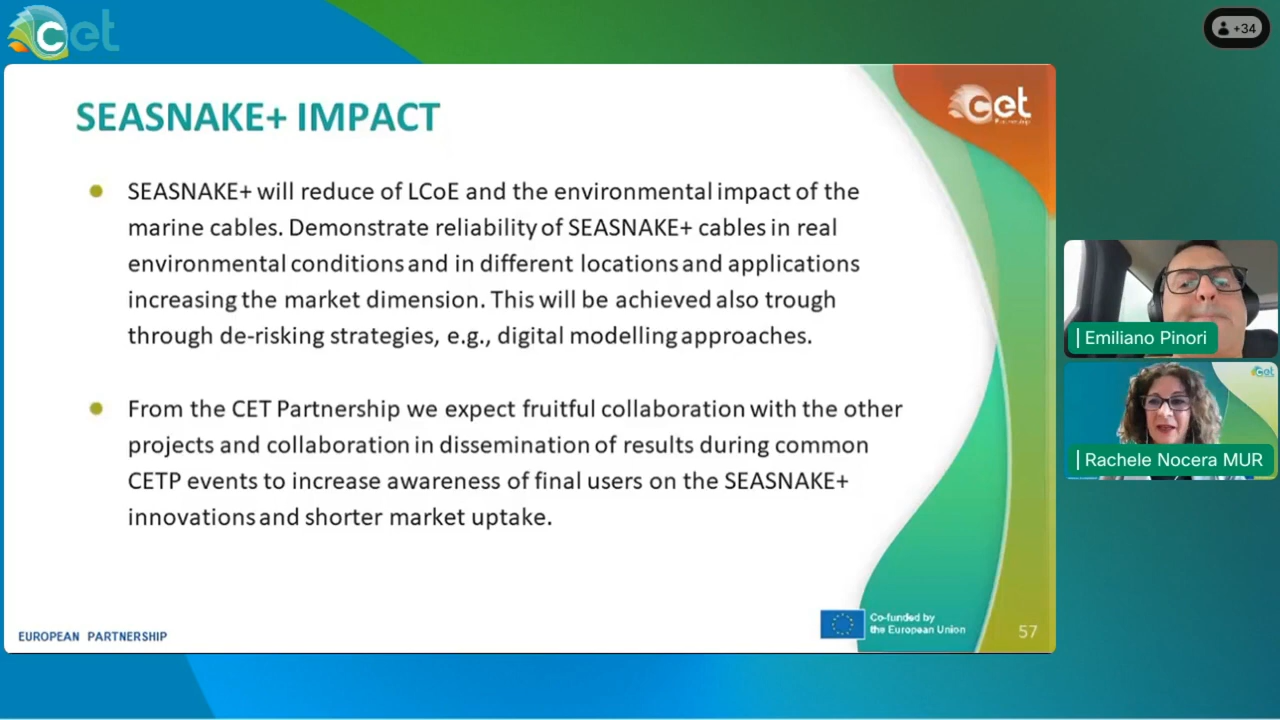 cet
+34
SEASNAKE+ IMPACT
cet
Partnership
SEASNAKE+ will reduce of LCoE and the environmental impact of the
marine cables. Demonstrate reliability of SEASNAKE+ cables in real
environmental conditions and in different locations and applications
increasing the market dimension. This will be achieved also trough
through de-risking strategies, e.g., digital modelling approaches.
From the CET Partnership we expect fruitful collaboration with the other
projects and collaboration in dissemination of results during common
CETP events to increase awareness of final users on the SEASNAKE+
innovations and shorter market uptake.
EUROPEAN PARTNERSHIP
Co-funded by
the European Union
57
Emiliano Pinori
cet
Rachele Nocera MUR